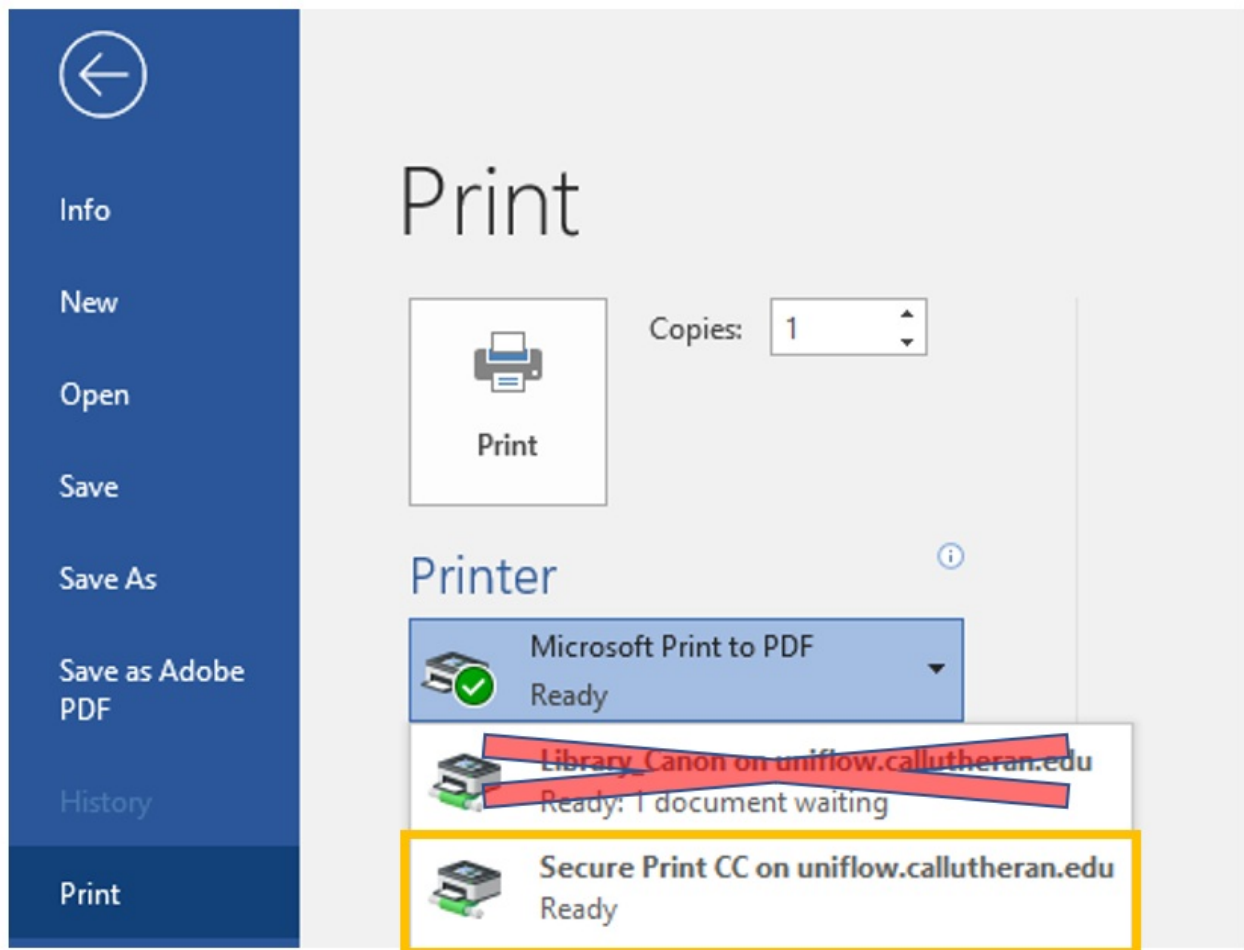 Info
New
Open
Save
Save As
Save as Adobe
PDF
History
Print
Print
Print
Copies: 1
Printer
Microsoft Print to PDF
Ready
Library_Canon on uniflow.callutheran.edu
Ready: 1 document waiting
Secure Print CC on uniflow.callutheran.edu
Ready